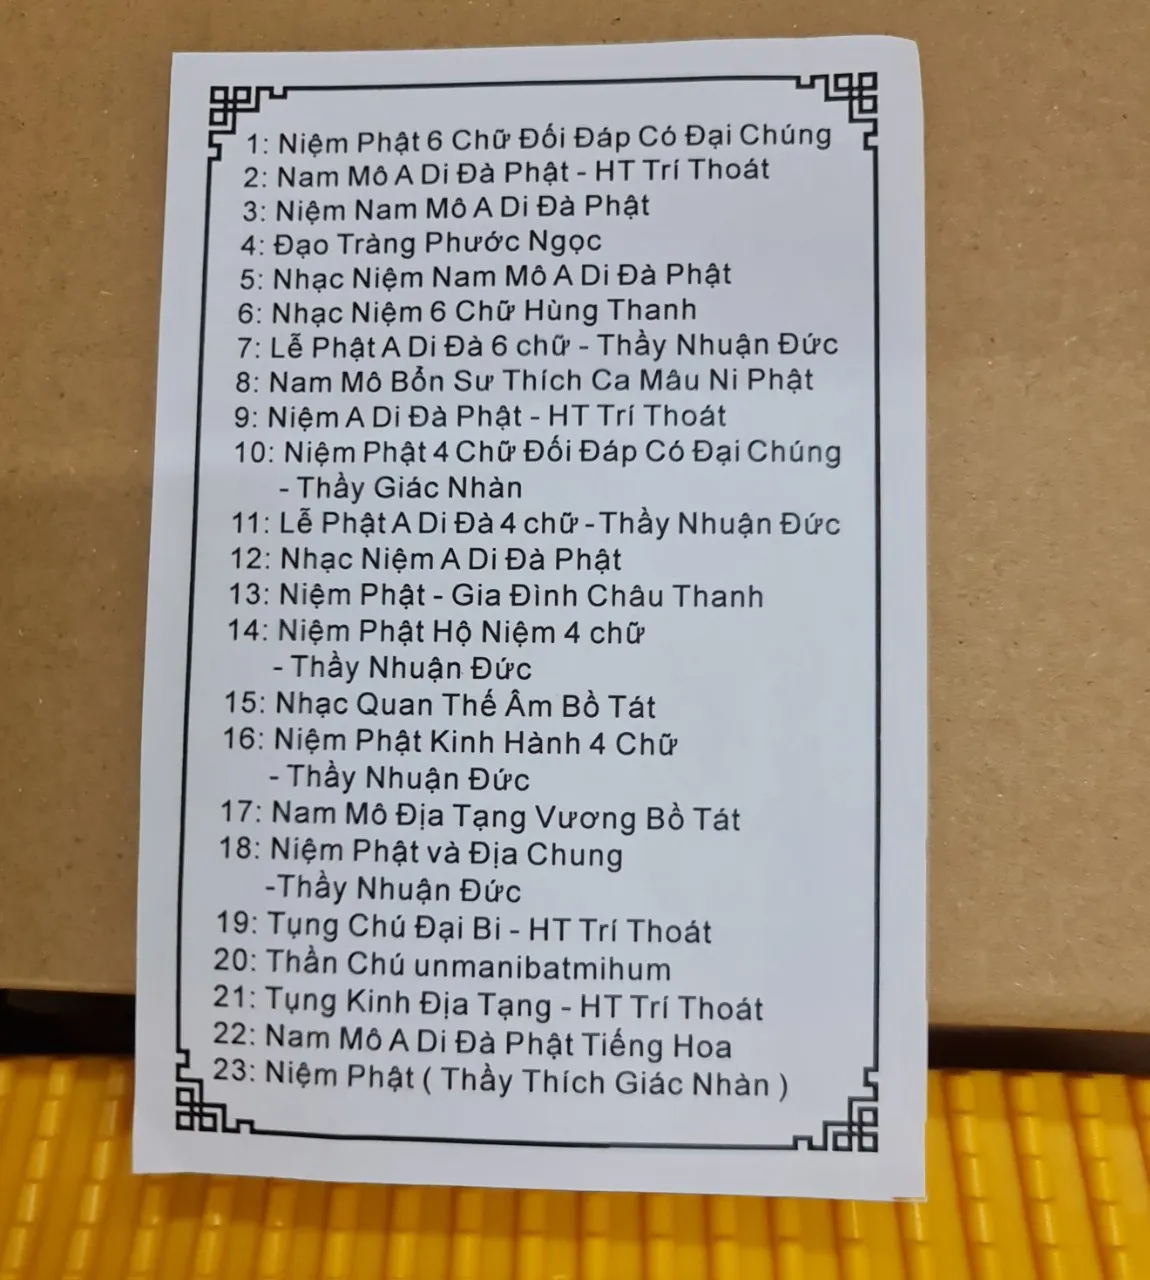 1: Niệm Phật 6 Chữ Đối Đáp Có Đại Chúng
2: Nam Mô A Di Đà Phật - HT Trí Thoát
3: Niệm Nam Mô A Di Đà Phật
4: Đạo Tràng Phước Ngọc
5: Nhạc Niệm Nam Mô A Di Đà Phật
6: Nhạc Niệm 6 Chữ Hùng Thanh
7: Lễ Phật A Di Đà 6 chữ - Thầy Nhuận Đức
8: Nam Mô Bổn Sư Thích Ca Mâu Ni Phật
9: Niệm A Di Đà Phật - HT Trí Thoát
10: Niệm Phật 4 Chữ Đối Đáp Có Đại Chúng
- Thầy Giác Nhàn
11: Lễ Phật A Di Đà 4 chữ - Thầy Nhuận Đức
12: Nhạc Niệm A Di Đà Phật
13: Niệm Phật - Gia Đình Châu Thanh
14: Niệm Phật Hộ Niệm 4 chữ
- Thầy Nhuận Đức
15: Nhạc Quan Thế Âm Bồ Tát
16: Niệm Phật Kinh Hành 4 Chữ
- Thầy Nhuận Đức
17: Nam Mô Địa Tạng Vương Bồ Tát
18: Niệm Phật và Địa Chung
-Thầy Nhuận Đức
19: Tụng Chú Đại Bi - HT Trí Thoát
20: Thần Chú unmanibatmihum
21: Tụng Kinh Địa Tạng - HT Trí Thoát
22: Nam Mô A Di Đà Phật Tiếng Hoa
23: Niệm Phật ( Thầy Thích Giác Nhàn )